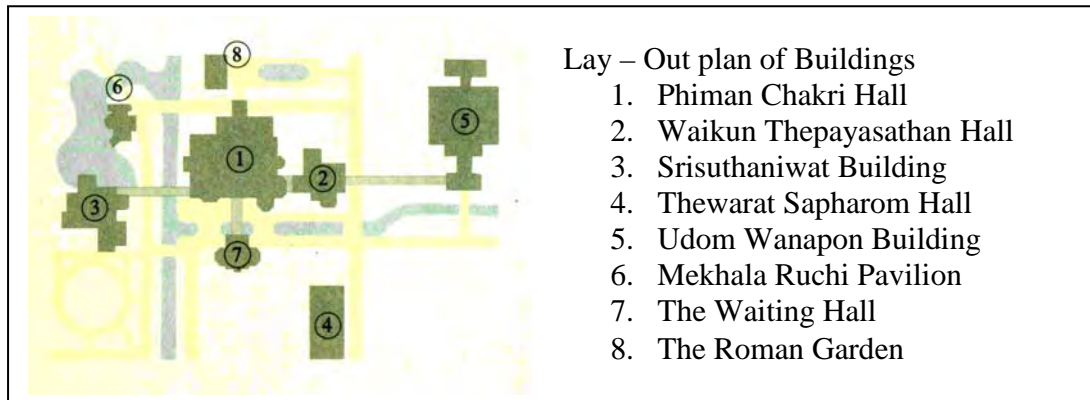 8
6
5
1
2
3
7
4
Lay – Out plan of Buildings
1. Phiman Chakri Hall
2. Waikun Thepayasathan Hall
3. Srisuthaniwat Building
4. Thewarat Sapharom Hall
5. Udom Wanapon Building
6. Mekhala Ruchi Pavilion
7. The Waiting Hall
8. The Roman Garden